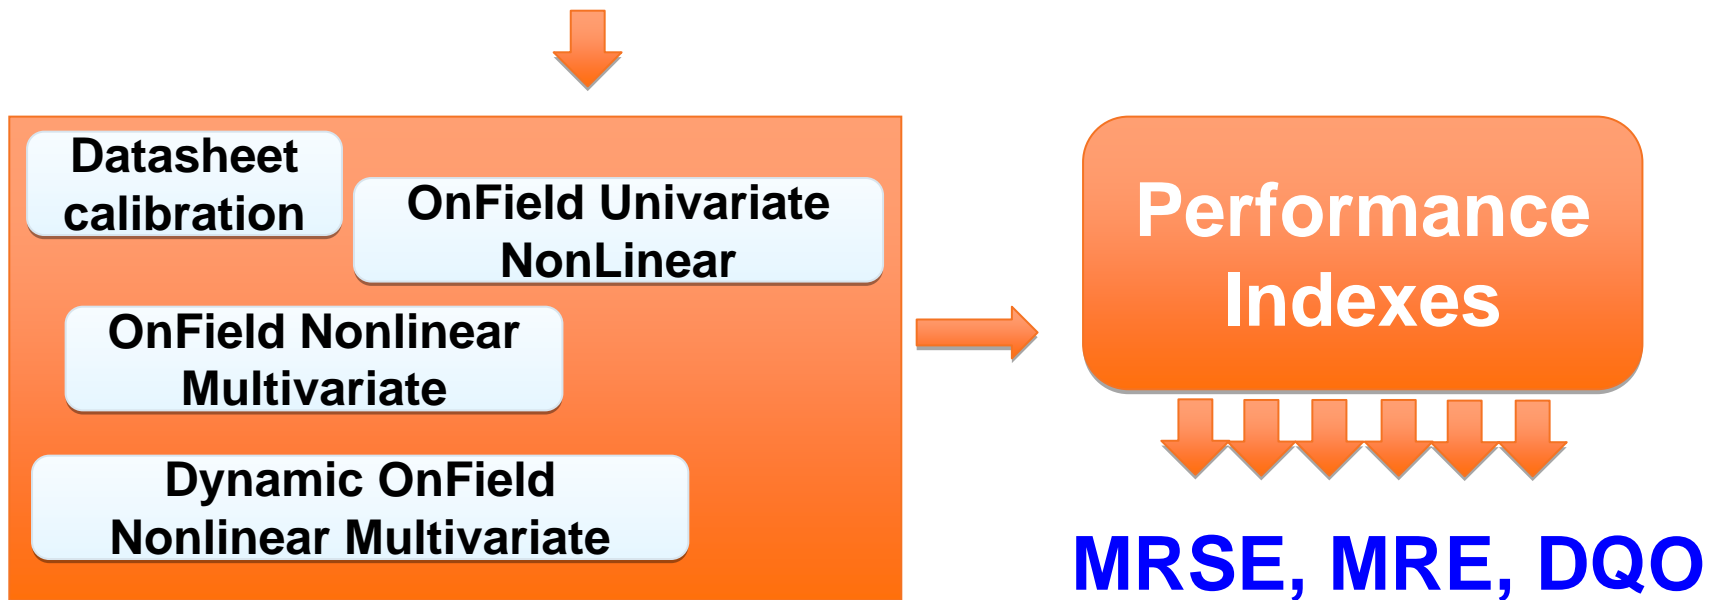 Datasheet
calibration
OnField Univariate
NonLinear
OnField Nonlinear
Multivariate
Dynamic OnField
Nonlinear Multivariate
Performance
Indexes
MRSE, MRE, DQO